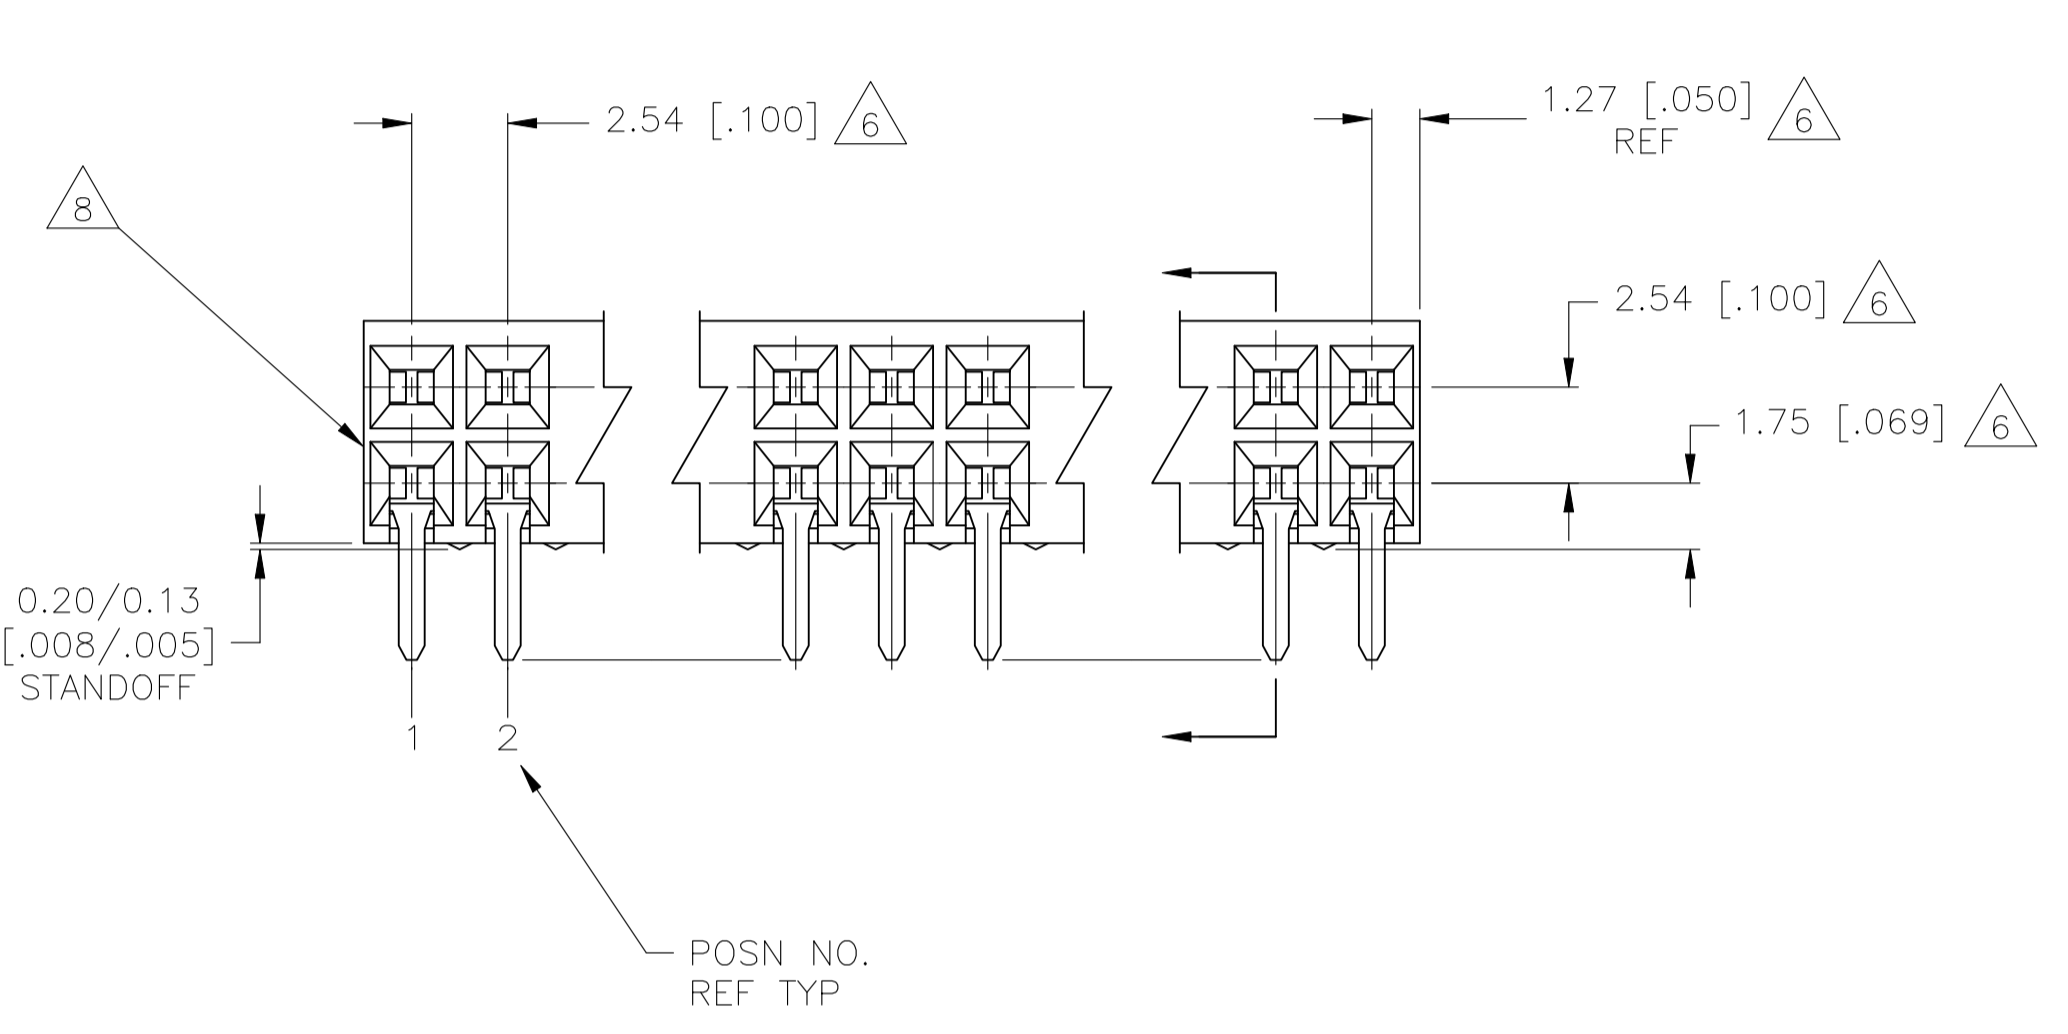 2.54 [.100] 6
1.27 [.050] 6
REF
8
2.54 [.100] 6
1.75 [.069] 6
0.20/0.13
[.008/.005]
STANDOFF
1 2
POSN NO.
REF TYP